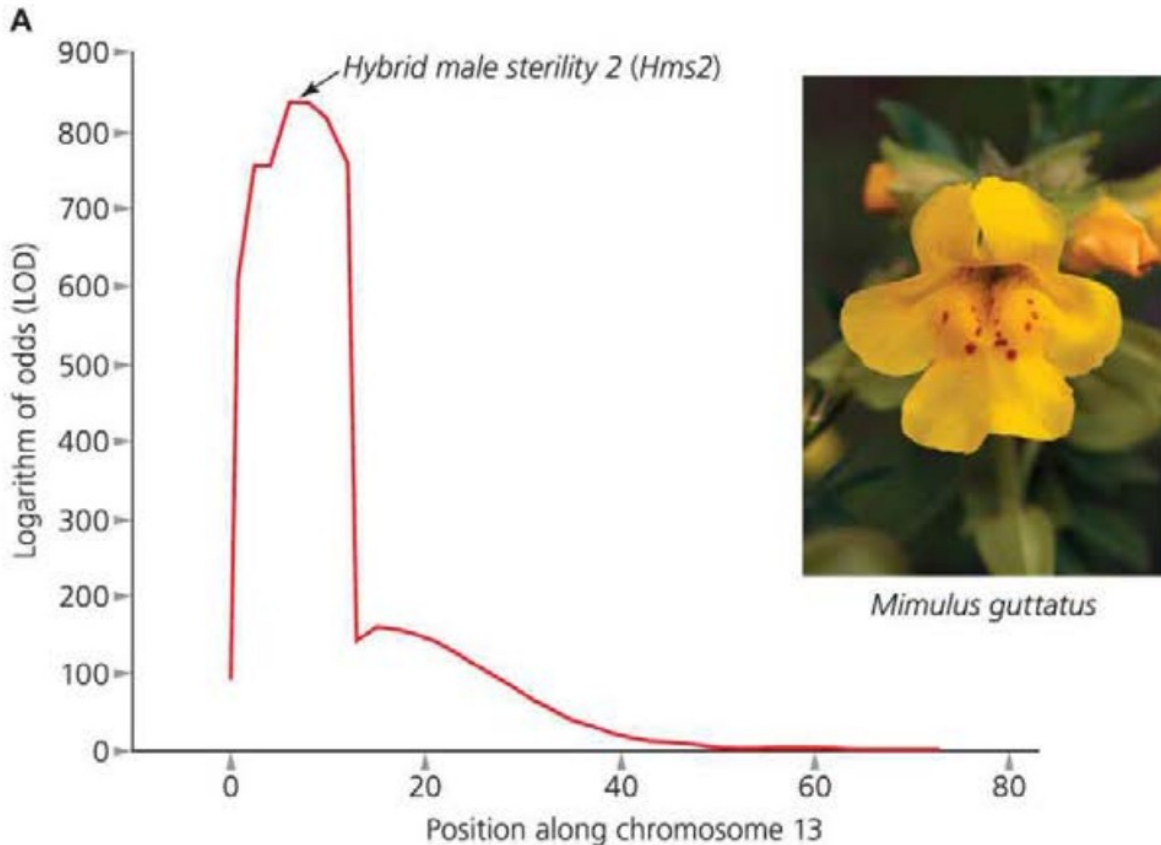 A
Hybrid male sterility 2 (Hms2)
900
800
700
600
500
400
300
200
100
0
Logarithm of odds (LOD)
0 20 40 60 80
Position along chromosome 13
Mimulus guttatus